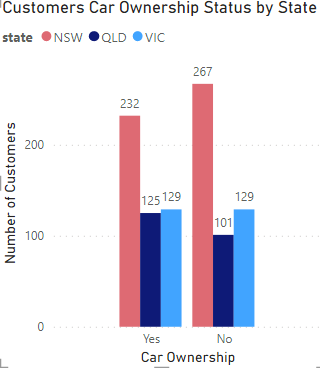 Customers Car Ownership Status by State
state NSW QLD VIC
Number of Customers
200
100
0
232
125
129
267
101
129
Yes
No
Car Ownership